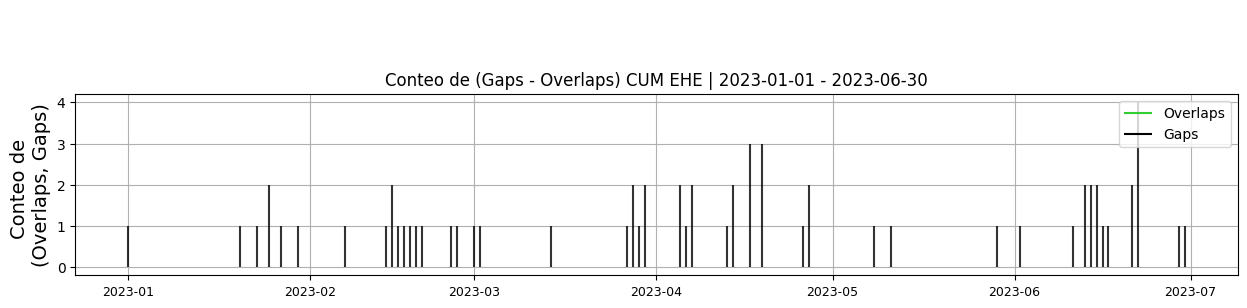 Conteo de (Gaps - Overlaps) CUM EHE | 2023-01-01 - 2023-06-30
Conteo de
(Overlaps, Gaps)
4
3
2
1
0
Overlaps
Gaps
2023-01
2023-02
2023-03
2023-04
2023-05
2023-06
2023-07